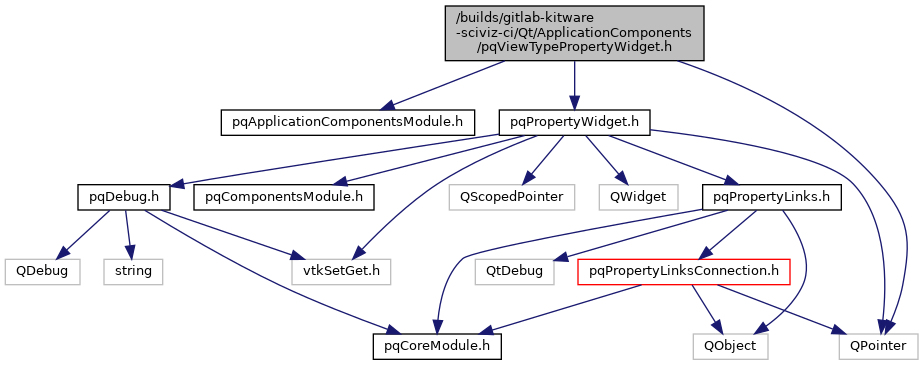 /builds/gitlab-kitware
-sciviz-ci/Qt/ApplicationComponents
/pqViewTypePropertyWidget.h
pqApplicationComponentsModule.h
pqPropertyWidget.h
pqDebug.h
pqComponentsModule.h
QScopedPointer
QWidget
pqPropertyLinks.h
QDebug
string
vtkSetGet.h
QtDebug
pqPropertyLinksConnection.h
pqCoreModule.h
QObject
QPointer